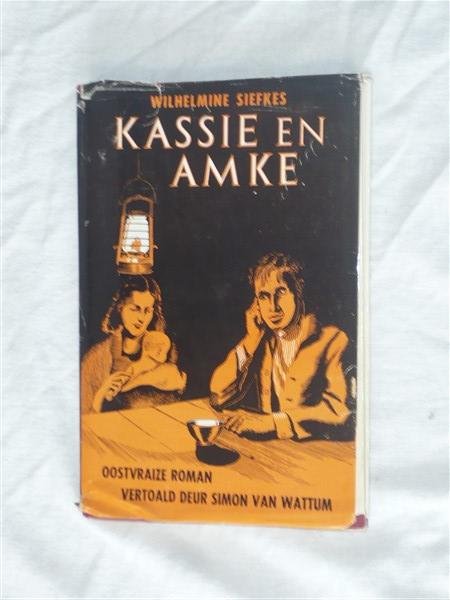 WILHELMINE SIEFKES
KASSIE EN
AMKE
OOSTVRAIZE ROMAN
VERTOALD DEUR SIMON VAN WATTUM